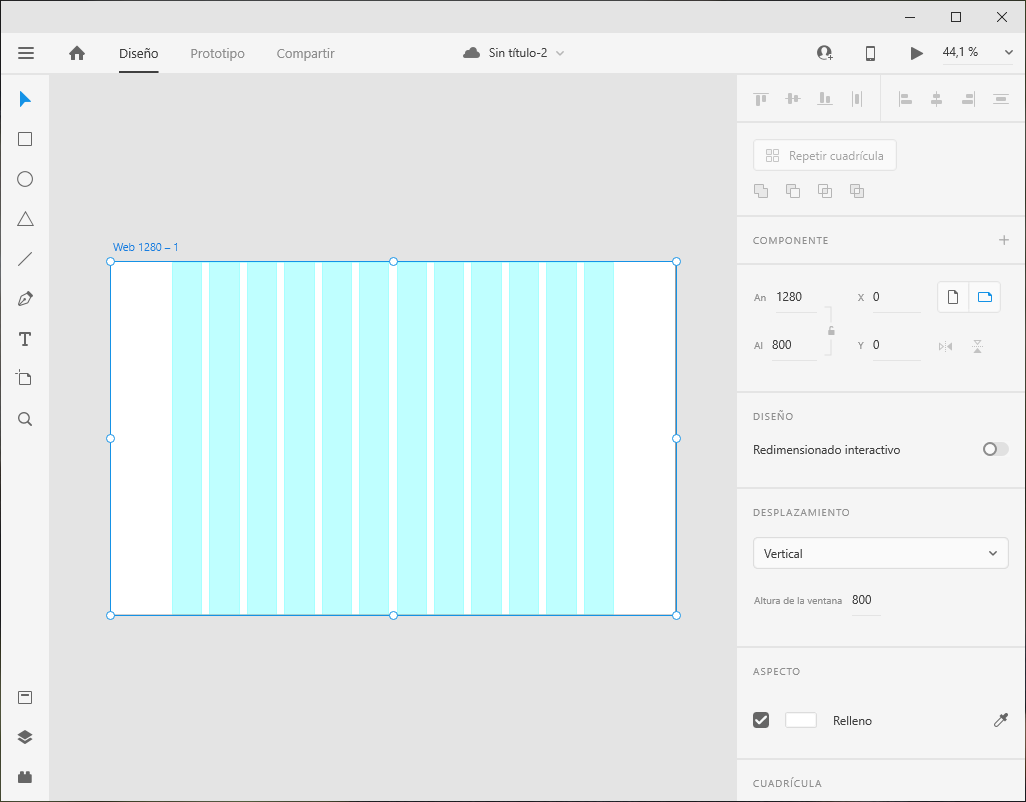 Diseño
Prototipo
Compartir
Sin título-2
44,1 %
Repetir cuadrícula
Web 1280 – 1
COMPONENTE
An 1280
X 0
Al 800
Y 0
DISEÑO
Redimensionado interactivo
DESPLAZAMIENTO
Vertical
Altura de la ventana 800
ASPECTO
Relleno
CUADRÍCULA